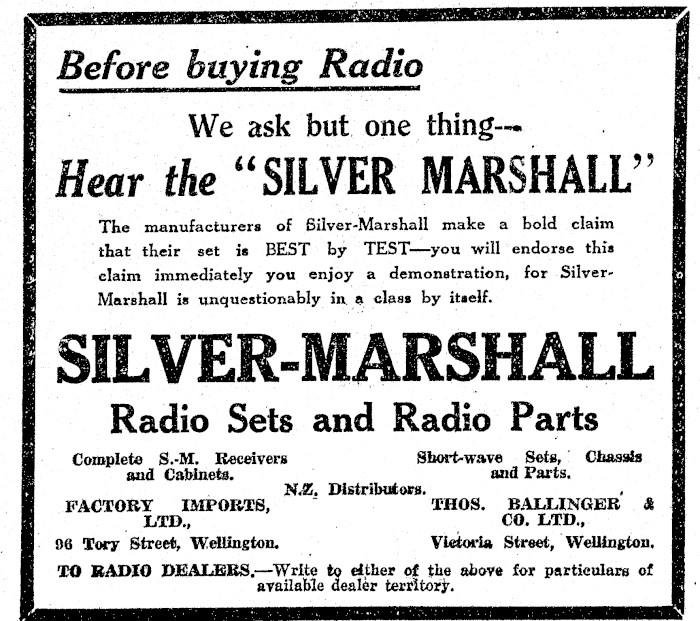 Before buying Radio
We ask but one thing—
Hear the "SILVER MARSHALL"
The manufacturers of Silver-Marshall make a bold claim
that their set is BEST by TEST—you will endorse this
claim immediately you enjoy a demonstration, for Silver-
Marshall is unquestionably in a class by itself.
SILVER-MARSHALL
Radio Sets and Radio Parts
Complete S.-M. Receivers
and Cabinets.
Short-wave Sets, Chassis
and Parts.
N.Z. Distributors.
FACTORY IMPORTS,
LTD.,
96 Tory Street, Wellington.
THOS. BALLINGER &
CO. LTD.,
Victoria Street, Wellington.
TO RADIO DEALERS.—Write to either of the above for particulars of
available dealer territory.